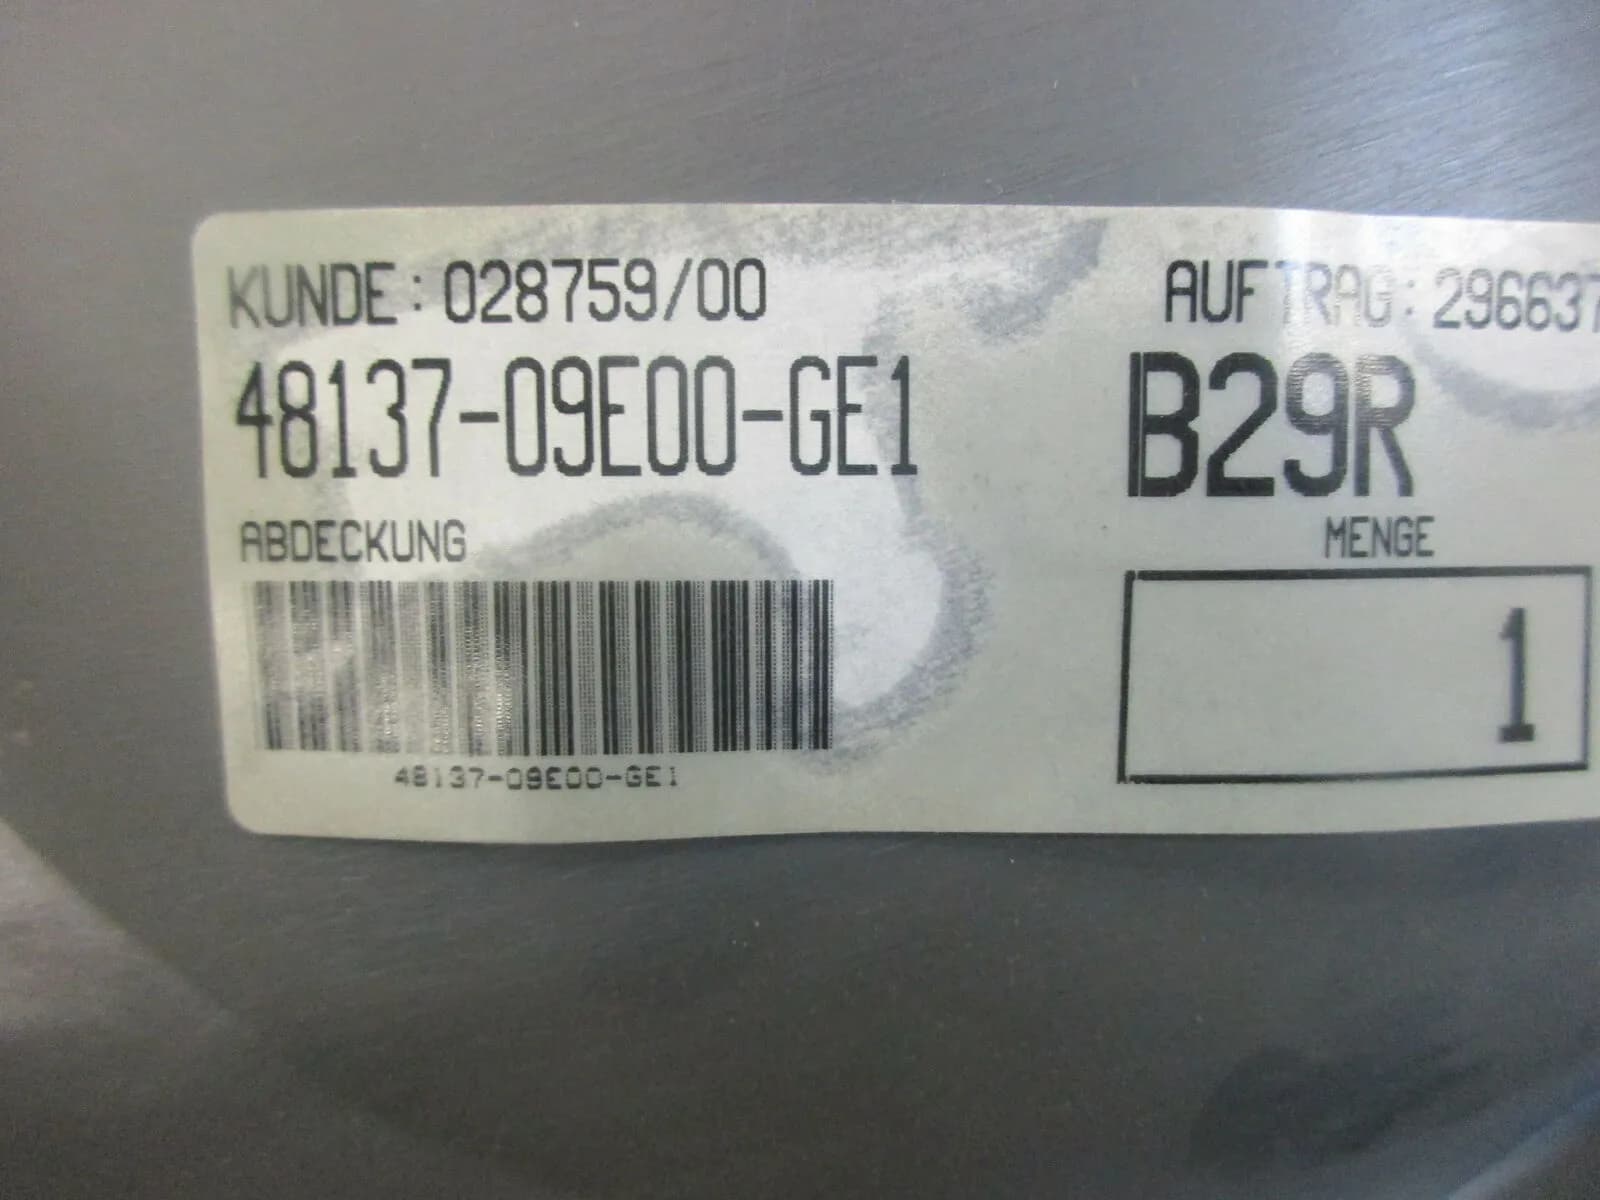 KUNDE: 028759/00 AUFTRAG: 296637
48137-09E00-GE1 B29R
ABDECKUNG MENGE
1
48137-09E00-GE1